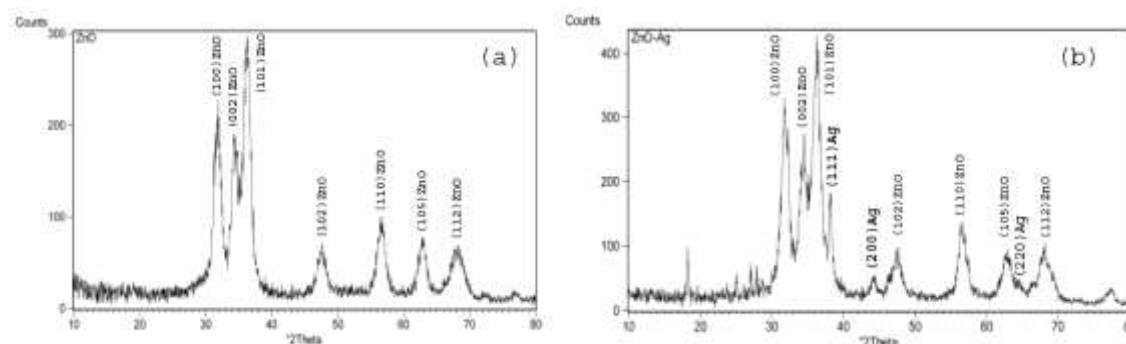 Counts
ZnO
(a)
300
200
100
0
(100)ZnO
(002)ZnO
(101)ZnO
(102)ZnO
(110)ZnO
(105)ZnO
(112)ZnO
10
20
30
40
50
60
70
80
°2Theta
Counts
ZnO-Ag
(b)
400
300
200
100
0
(100)ZnO
(002)ZnO
(101)ZnO
(111)Ag
(200)Ag
(102)ZnO
(110)ZnO
(105)ZnO
(220)Ag
(112)ZnO
10
20
30
40
50
60
70
80
°2Theta